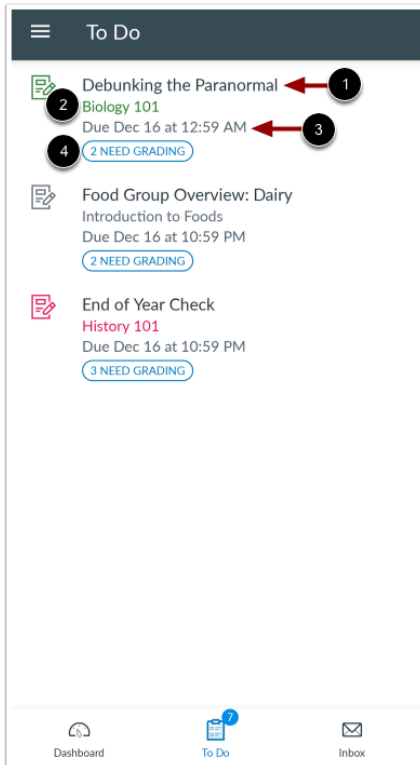 To Do
Debunking the Paranormal 1
2 Biology 101
Due Dec 16 at 12:59 AM 3
4 2 NEED GRADING
Food Group Overview: Dairy
Introduction to Foods
Due Dec 16 at 10:59 PM
2 NEED GRADING
End of Year Check
History 101
Due Dec 16 at 10:59 PM
3 NEED GRADING
7
Dashboard To Do Inbox